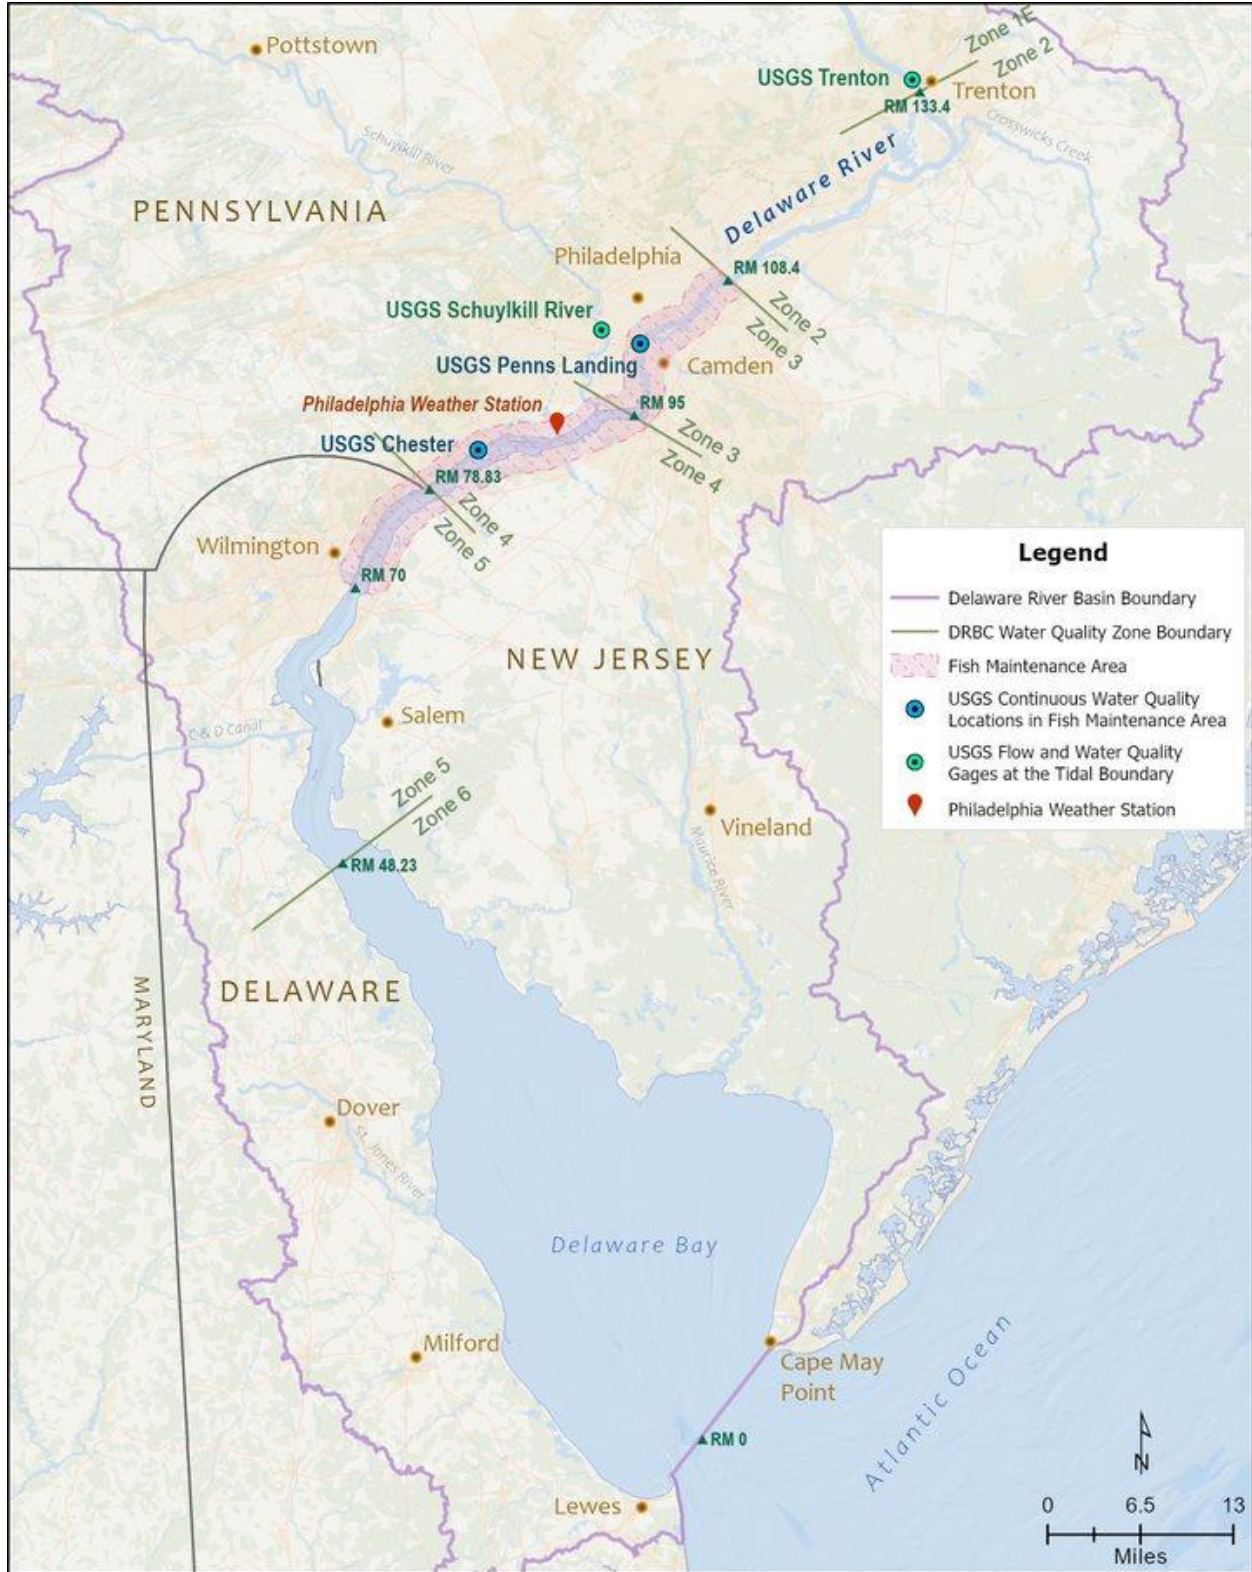 Pottstown
Zone 1E
Zone 2
USGS Trenton
Trenton
RM 133.4
Crosswicks Creek
Schuylkill River
Delaware River
PENNSYLVANIA
Philadelphia
RM 108.4
Zone 2
Zone 3
USGS Schuylkill River
USGS Penns Landing
Camden
Philadelphia Weather Station
RM 95
Zone 3
Zone 4
USGS Chester
RM 78.83
Zone 4
Zone 5
Wilmington
RM 70
Legend
Delaware River Basin Boundary
DRBC Water Quality Zone Boundary
Fish Maintenance Area
USGS Continuous Water Quality
Locations in Fish Maintenance Area
USGS Flow and Water Quality
Gages at the Tidal Boundary
Philadelphia Weather Station
NEW JERSEY
Salem
C & D Canal
Zone 5
Zone 6
Vineland
Maurice River
RM 48.23
DELAWARE
MARYLAND
Dover
St. Jones River
Delaware Bay
Milford
Cape May
Point
Atlantic Ocean
RM 0
Lewes
N
0 6.5 13
Miles